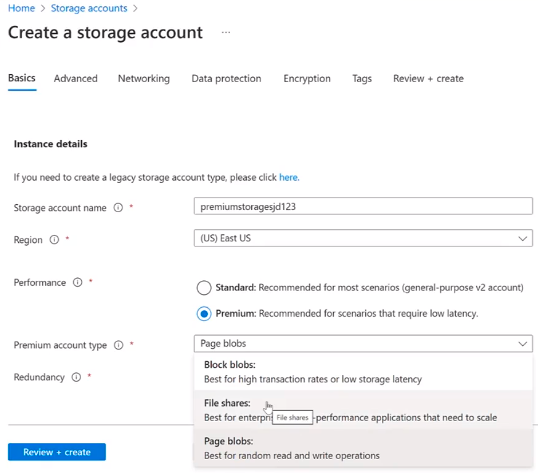 Home > Storage accounts >
Create a storage account ...
Basics Advanced Networking Data protection Encryption Tags Review + create
Instance details
If you need to create a legacy storage account type, please click here.
Storage account name * premiumstoragesjd123
Region * (US) East US
Performance * Standard: Recommended for most scenarios (general-purpose v2 account)
Premium: Recommended for scenarios that require low latency.
Premium account type * Page blobs
Block blobs:
Best for high transaction rates or low storage latency
Redundancy *
File shares:
Best for enterpri -performance applications that need to scale
File shares
Page blobs:
Best for random read and write operations
Review + create